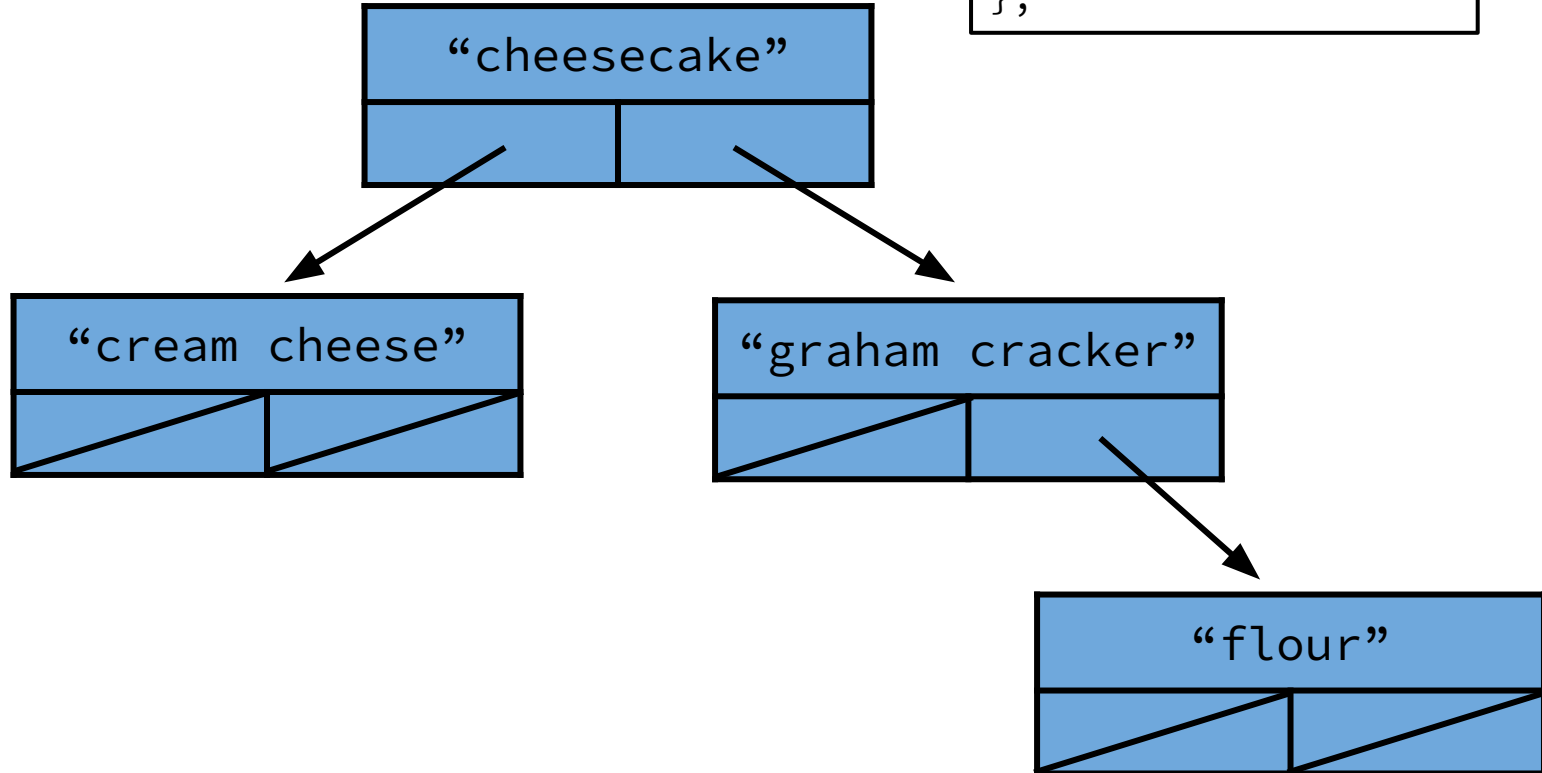 };
“cheesecake”
“cream cheese”
“graham cracker”
“flour”